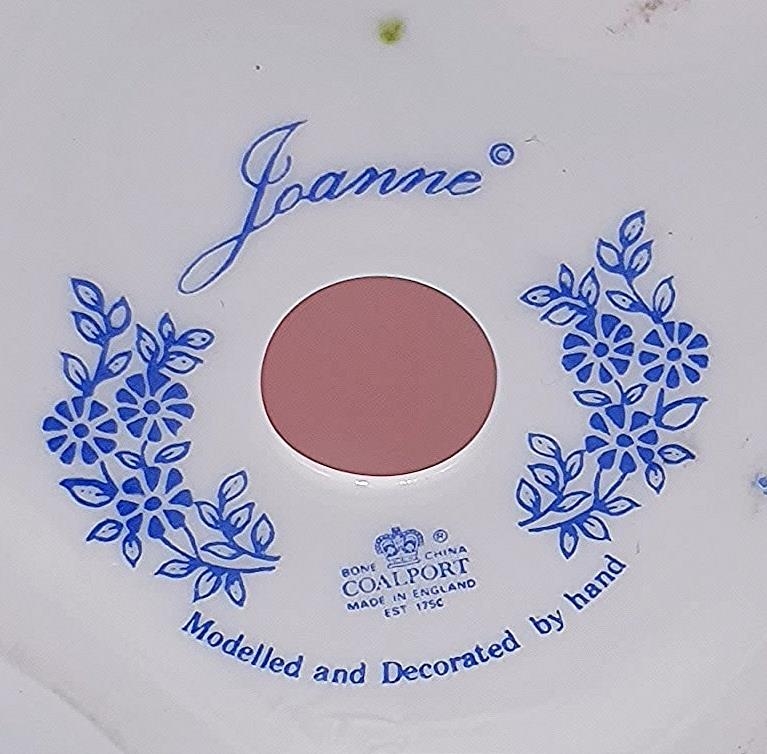 Joanne ©
BONE CHINA ®
COALPORT
MADE IN ENGLAND
EST 1750
Modelled and Decorated by hand